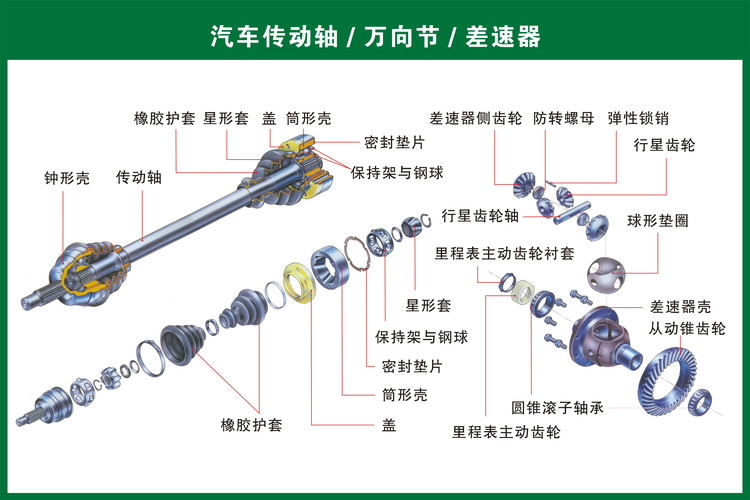 汽车传动轴 / 万向节 / 差速器
橡胶护套 星形套 盖 筒形壳
密封垫片
保持架与钢球
钟形壳 传动轴
差速器侧齿轮 防转螺母 弹性锁销
行星齿轮
行星齿轮轴
球形垫圈
里程表主动齿轮衬套
星形套
差速器壳
从动锥齿轮
保持架与钢球
密封垫片
筒形壳
圆锥滚子轴承
橡胶护套
盖
里程表主动齿轮